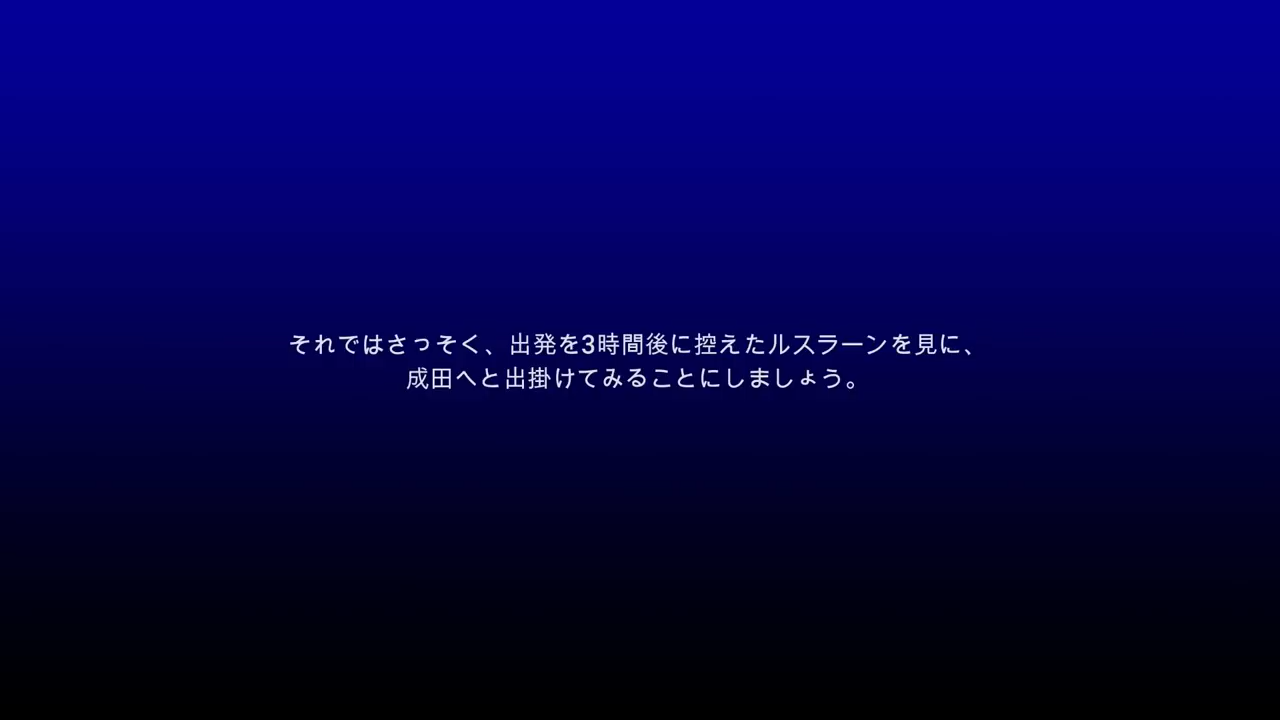 それではさっそく、出発を3時間後に控えたルスラーンを見に、
成田へと出掛けてみることにしましょう。